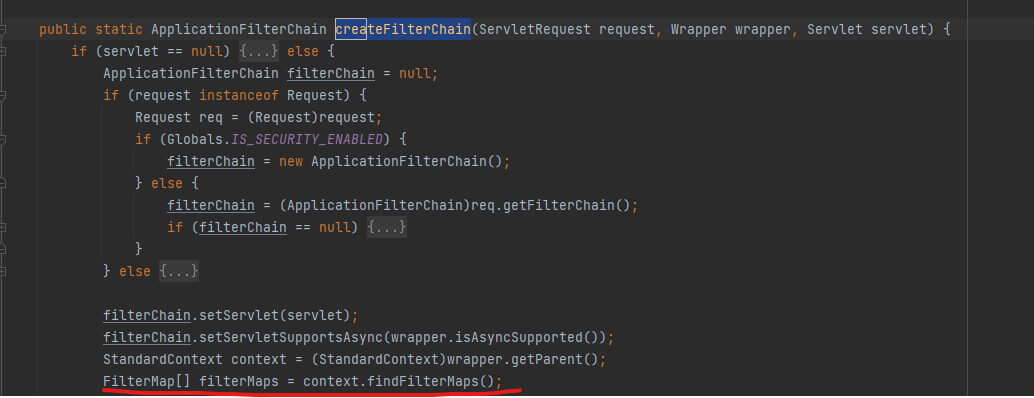 public static ApplicationFilterChain createFilterChain(ServletRequest request, Wrapper wrapper, Servlet servlet) {
if (servlet == null) {...} else {
ApplicationFilterChain filterChain = null;
if (request instanceof Request) {
Request req = (Request)request;
if (Globals.IS_SECURITY_ENABLED) {
filterChain = new ApplicationFilterChain();
} else {
filterChain = (ApplicationFilterChain)req.getFilterChain();
if (filterChain == null) {...}
}
} else {...}
filterChain.setServlet(servlet);
filterChain.setServletSupportsAsync(wrapper.isAsyncSupported());
StandardContext context = (StandardContext)wrapper.getParent();
FilterMap[] filterMaps = context.findFilterMaps();